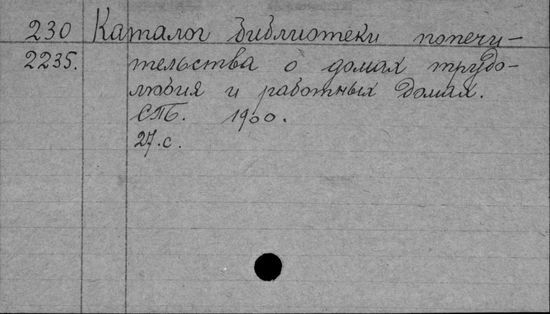 230 Каталог Библиотеки попечи-
2235. тельства о домах трудо-
любия и работных домах.
СПБ. 1900.
27.с.